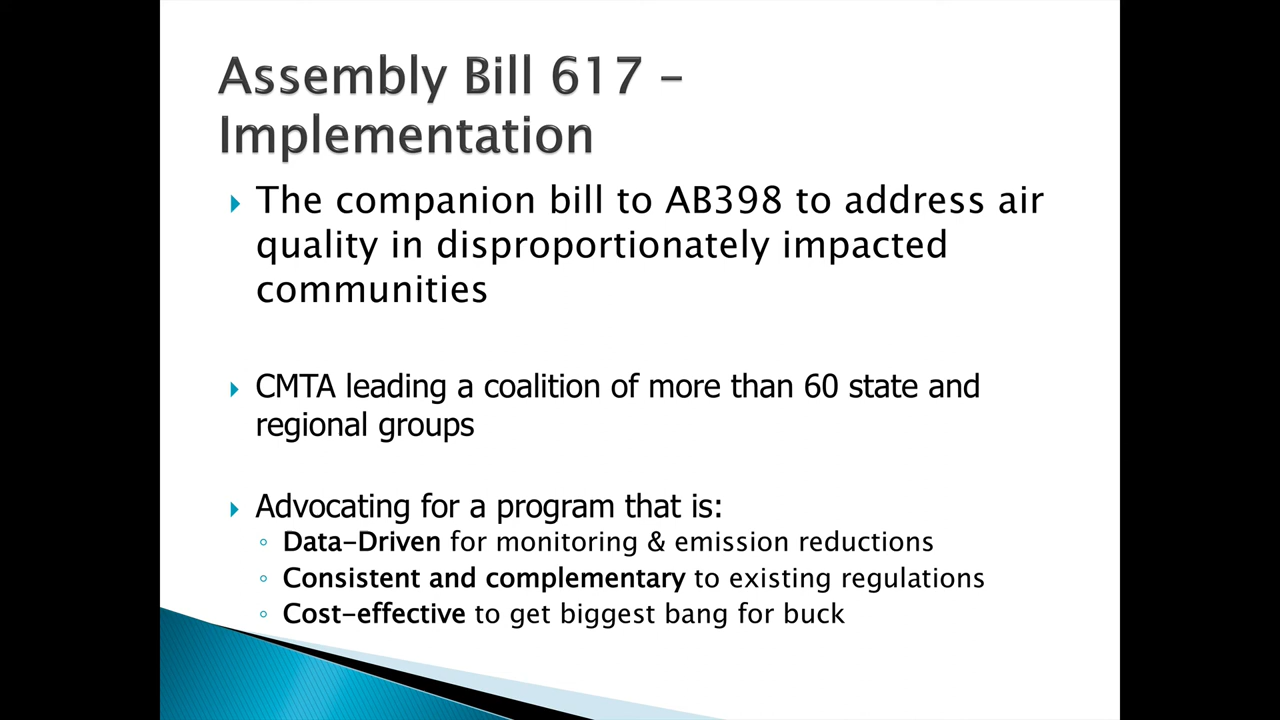 Assembly Bill 617 –
Implementation
The companion bill to AB398 to address air
quality in disproportionately impacted
communities
CMTA leading a coalition of more than 60 state and
regional groups
Advocating for a program that is:
Data-Driven for monitoring & emission reductions
Consistent and complementary to existing regulations
Cost-effective to get biggest bang for buck